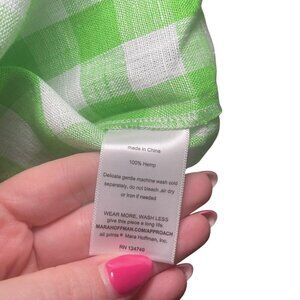 made in China
100% Hemp
Delicate gentle machine wash cold
separately, do not bleach, air dry
or iron if needed
WEAR MORE, WASH LESS
give this piece a long life
MARAHOFFMAN.COM/APPROACH
all prints ® Mara Hoffman, Inc.
RN 134740